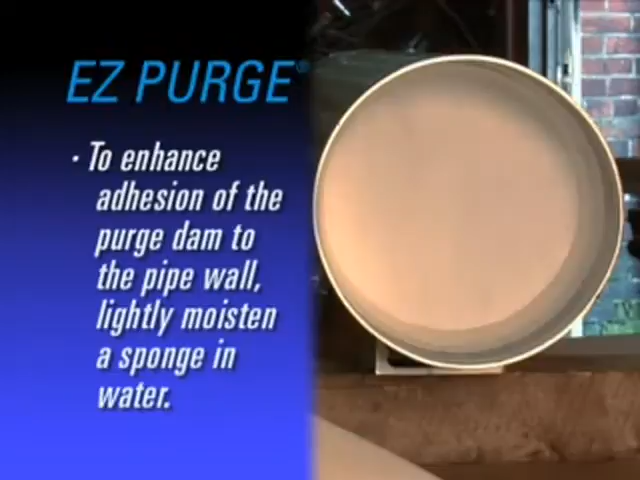 EZ PURGE®
· To enhance
adhesion of the
purge dam to
the pipe wall,
lightly moisten
a sponge in
water.